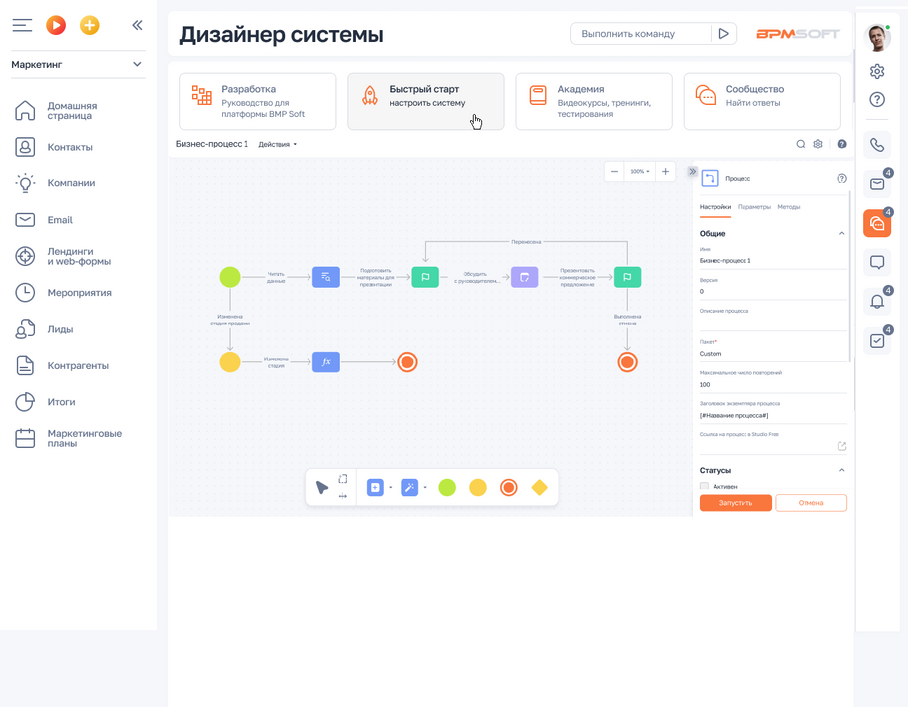 Маркетинг
Домашняя
страница
Контакты
Компании
Email
Лендинги
и web-формы
Мероприятия
Лиды
Контрагенты
Итоги
Маркетинговые
планы
Дизайнер системы
Выполнить команду
BPMSOFT
Разработка
Руководство для
платформы BMP Soft
Быстрый старт
настроить систему
Академия
Видеокурсы, тренинги,
тестирования
Сообщество
Найти ответы
Бизнес-процесс 1
Действия
100%
Перенесена
Читать
данные
Подготовить
материалы для
презентации
Обсудить
с руководителем...
Презентовать
коммерческое
предложение
Изменена
стадия продажи
Выполнена
Изменена
стадия
fx
Процесс
Настройки Параметры Методы
Общие
Имя
Бизнес-процесс 1
Версия
0
Описание процесса
Пакет*
Custom
Максимальное число повторений
100
Заголовок экземпляра процесса
[#Название процесса#]
Ссылка на процесс в Studio Free
Статусы
Активен
Запустить
Отмена
4
4
4
4